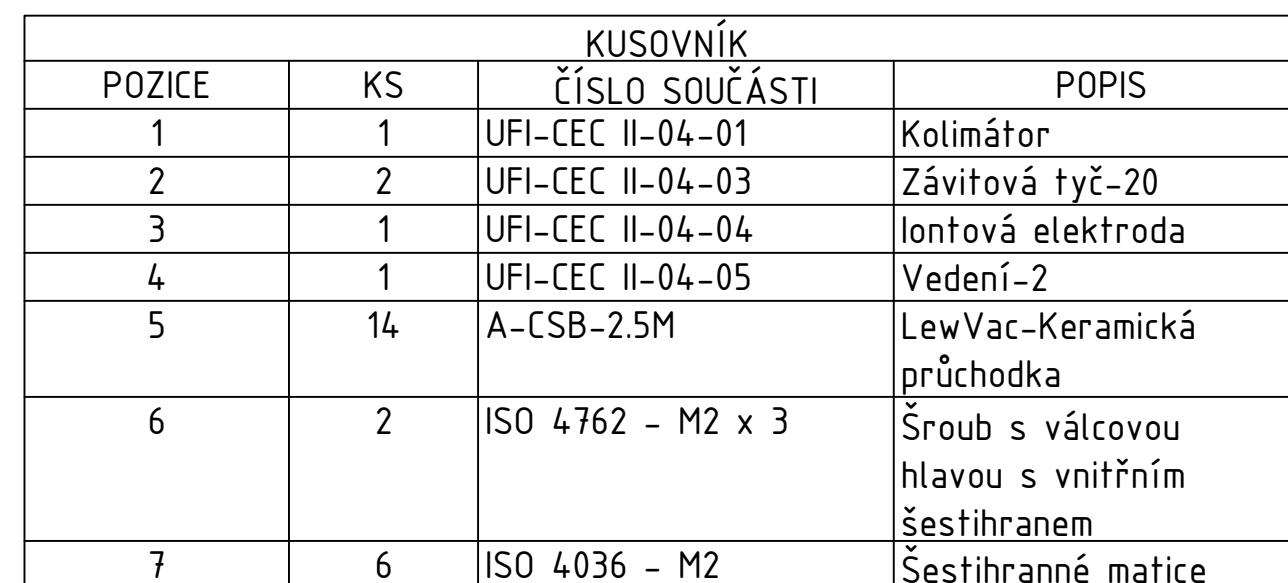 KUSOVNÍK
POZICE KS ČÍSLO SOUČÁSTI POPIS
1 1 UFI-CEC II-04-01 Kolimátor
2 2 UFI-CEC II-04-03 Závitová tyč-20
3 1 UFI-CEC II-04-04 Iontová elektroda
4 1 UFI-CEC II-04-05 Vedení-2
5 14 A-CSB-2.5M LewVac-Keramická
průchodka
6 2 ISO 4762 - M2 x 3 Šroub s válcovou
hlavou s vnitřním
šestihranem
7 6 ISO 4036 - M2 Šestihranné matice